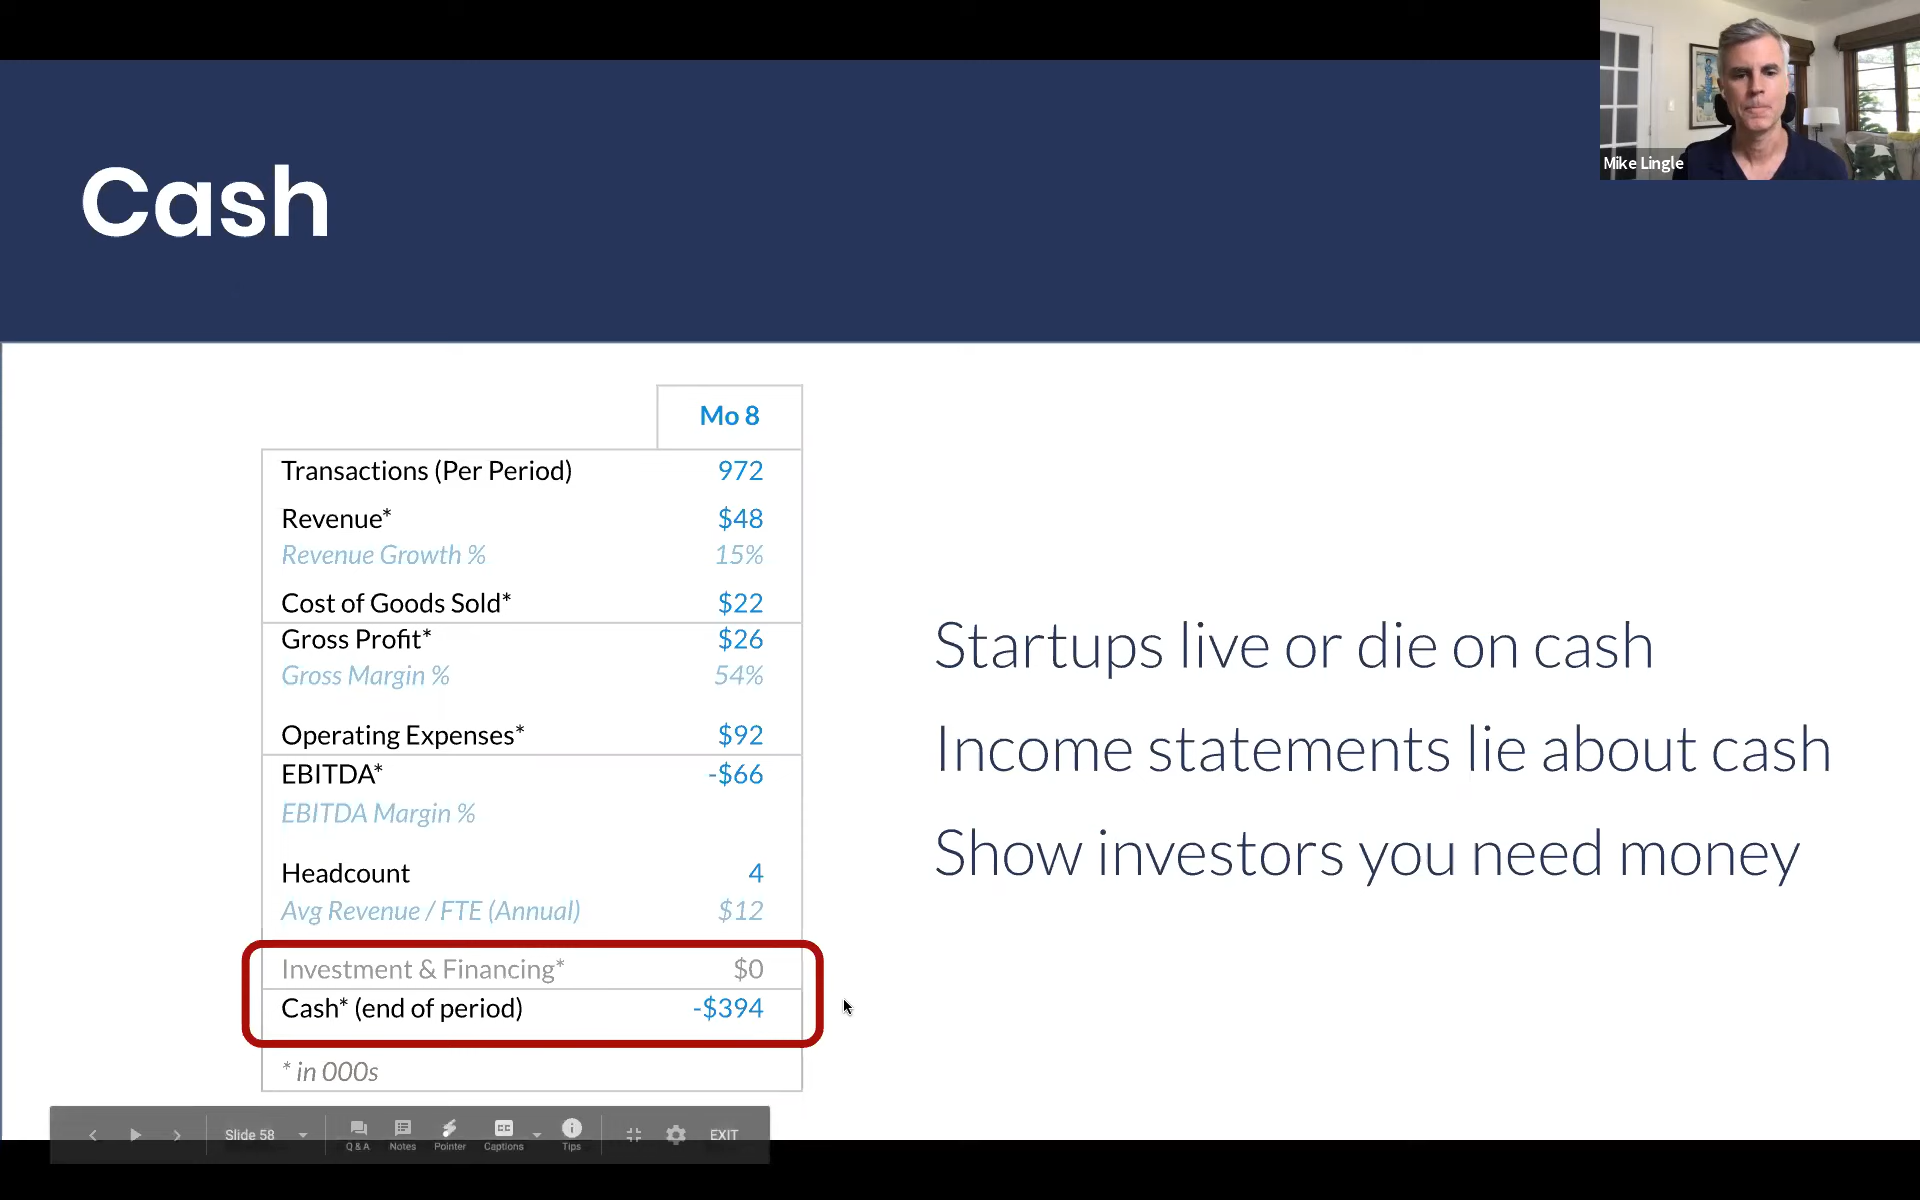 Mike Lingle
Cash
Mo 8
Transactions (Per Period) 972
Revenue* $48
Revenue Growth % 15%
Cost of Goods Sold* $22
Gross Profit* $26
Gross Margin % 54%
Operating Expenses* $92
EBITDA* -$66
EBITDA Margin %
Headcount 4
Avg Revenue / FTE (Annual) $12
Investment & Financing* $0
Cash* (end of period) -$394
* in 000s
Startups live or die on cash
Income statements lie about cash
Show investors you need money
Slide 58
Q & A Notes Pointer CC Captions Tips EXIT